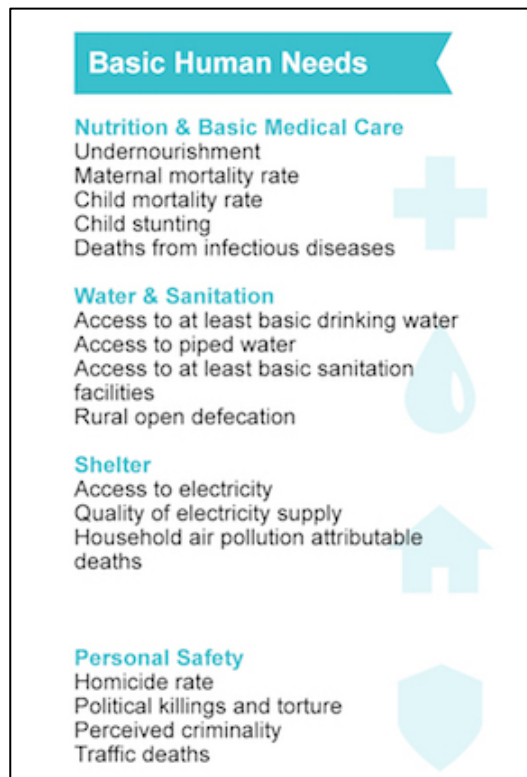 Basic Human Needs
Nutrition & Basic Medical Care
Undernourishment
Maternal mortality rate
Child mortality rate
Child stunting
Deaths from infectious diseases
Water & Sanitation
Access to at least basic drinking water
Access to piped water
Access to at least basic sanitation
facilities
Rural open defecation
Shelter
Access to electricity
Quality of electricity supply
Household air pollution attributable
deaths
Personal Safety
Homicide rate
Political killings and torture
Perceived criminality
Traffic deaths